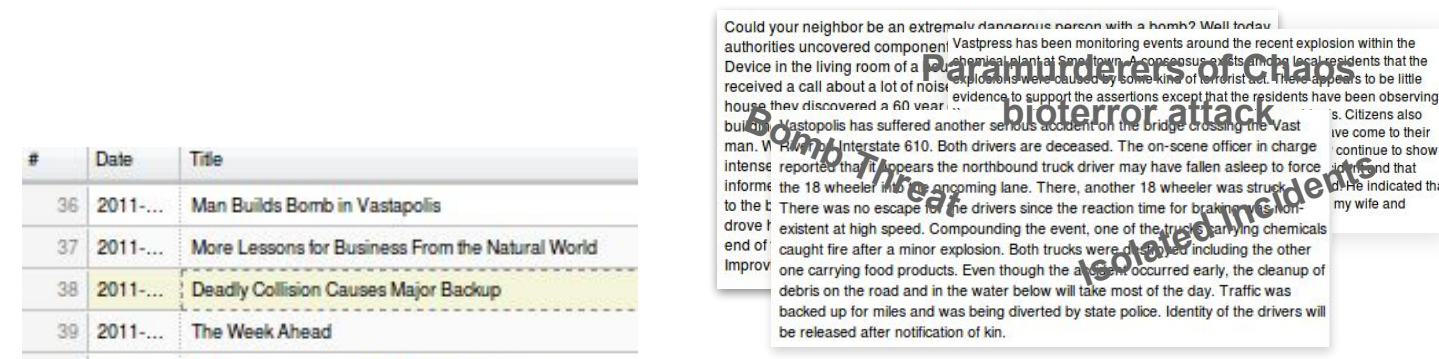 # Date Title
36 2011-... Man Builds Bomb in Vastapolis
37 2011-... More Lessons for Business From the Natural World
38 2011-... Deadly Collision Causes Major Backup
39 2011-... The Week Ahead
Could your neighbor be an extremely dangerous person with a bomb? Well today
authorities uncovered component
Device in the living room of a
received a call about a lot of noise
house they discovered a 60 year
man. W
intense
informe
to the b
drove h
end of
Improv
Vastpress has been monitoring events around the recent explosion within the
chemical plant at Smogtown. A consensus exists among local residents that the
explosions were caused by some kind of terrorist act. There appears to be little
evidence to support the assertions except that the residents have been observing
s. Citizens also
ave come to their
continue to show
and that
d. He indicated tha
my wife and
Paramurderers of Chaos
bioterror attack
Bomb Threat
Isolated Incidents
Vastopolis has suffered another serious accident on the bridge crossing the Vast
River on Interstate 610. Both drivers are deceased. The on-scene officer in charge
reported that it appears the northbound truck driver may have fallen asleep to force
the 18 wheeler into the oncoming lane. There, another 18 wheeler was struck.
There was no escape for the drivers since the reaction time for braking was non-
existent at high speed. Compounding the event, one of the trucks carrying chemicals
caught fire after a minor explosion. Both trucks were destroyed including the other
one carrying food products. Even though the accident occurred early, the cleanup of
debris on the road and in the water below will take most of the day. Traffic was
backed up for miles and was being diverted by state police. Identity of the drivers will
be released after notification of kin.